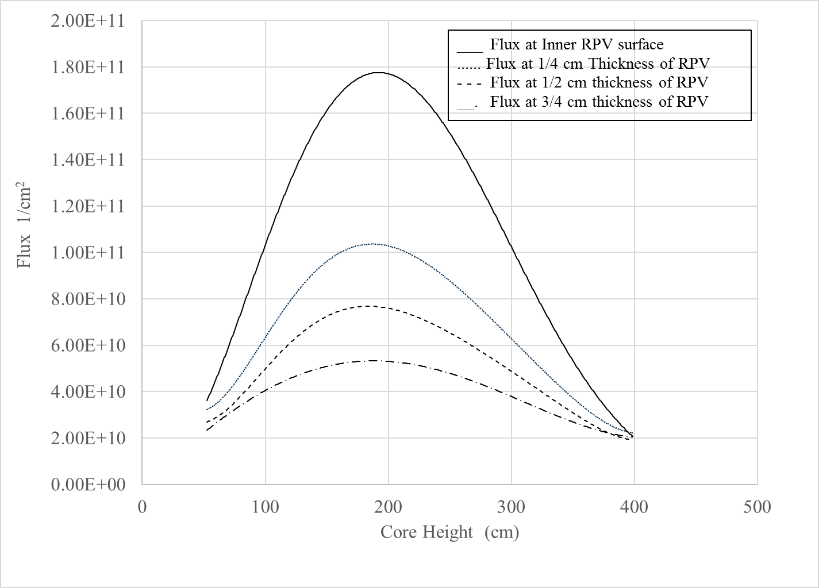 2.00E+11
1.80E+11
1.60E+11
1.40E+11
1.20E+11
1.00E+11
8.00E+10
6.00E+10
4.00E+10
2.00E+10
0.00E+00
Flux 1/cm²
Flux at Inner RPV surface
Flux at 1/4 cm Thickness of RPV
Flux at 1/2 cm thickness of RPV
Flux at 3/4 cm thickness of RPV
0 100 200 300 400 500
Core Height (cm)